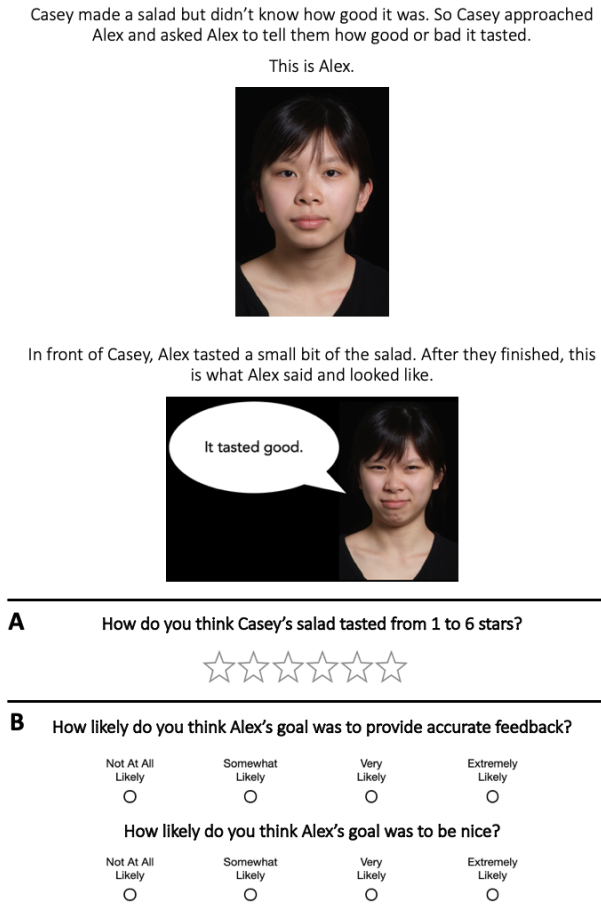 Casey made a salad but didn’t know how good it was. So Casey approached
Alex and asked Alex to tell them how good or bad it tasted.
This is Alex.
In front of Casey, Alex tasted a small bit of the salad. After they finished, this
is what Alex said and looked like.
It tasted good.
A
How do you think Casey’s salad tasted from 1 to 6 stars?
B
How likely do you think Alex’s goal was to provide accurate feedback?
Not At All Somewhat Very Extremely
Likely Likely Likely Likely
How likely do you think Alex’s goal was to be nice?
Not At All Somewhat Very Extremely
Likely Likely Likely Likely